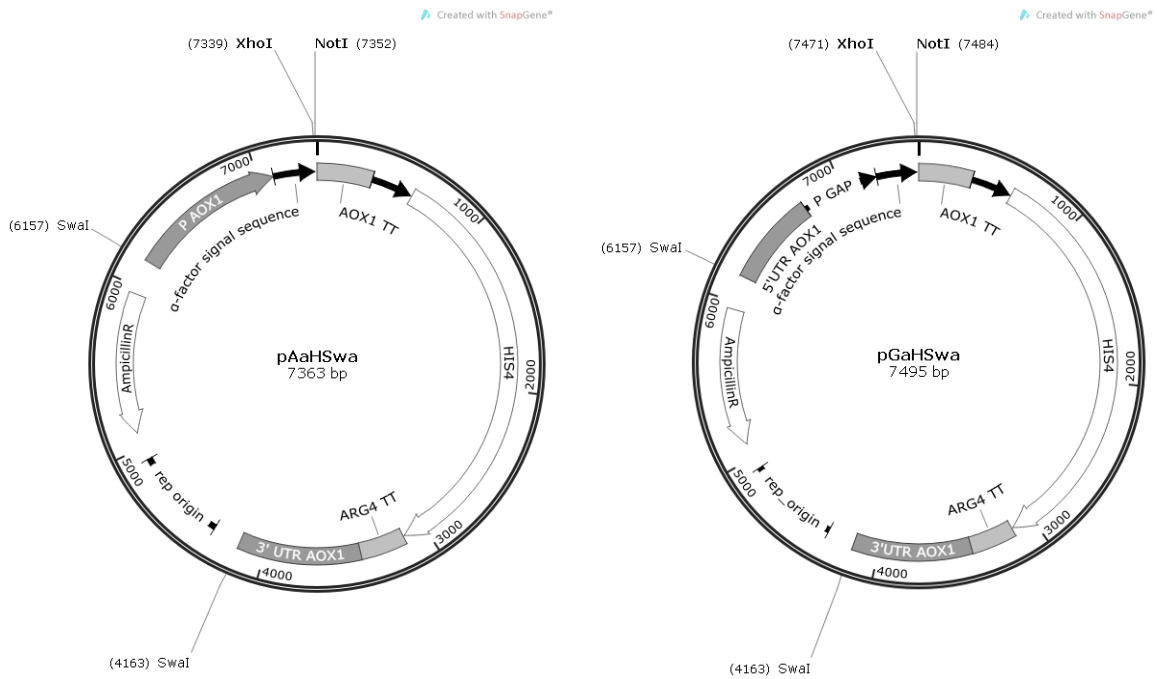 Created with SnapGene®
(7339) XhoI
NotI (7352)
7000
P AOX1
α-factor signal sequence
AOX1 TT
1000
(6157) SwaI
6000
AmpicillinR
pAaHSwa
7363 bp
HIS4
2000
5000
rep origin
ARG4 TT
3000
3' UTR AOX1
4000
(4163) SwaI
Created with SnapGene®
(7471) XhoI
NotI (7484)
7000
P GAP
5'UTR AOX1
α-factor signal sequence
AOX1 TT
1000
(6157) SwaI
6000
AmpicillinR
pGaHSwa
7495 bp
HIS4
2000
5000
rep_origin
ARG4 TT
3000
3'UTR AOX1
4000
(4163) SwaI